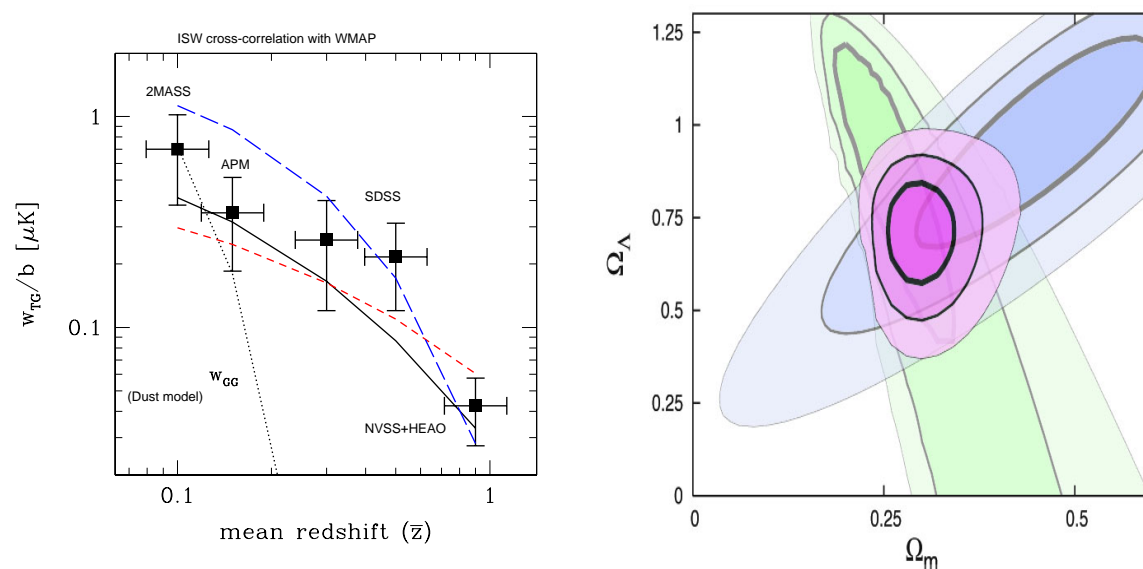 ISW cross-correlation with WMAP
2MASS
APM
SDSS
NVSS+HEAO
(Dust model)
w_GG
1
0.1
w_TG/b [μK]
0.1
1
mean redshift (z̅)
1.25
1
0.75
0.5
0.25
0
Ω_Λ
0
0.25
0.5
Ω_m